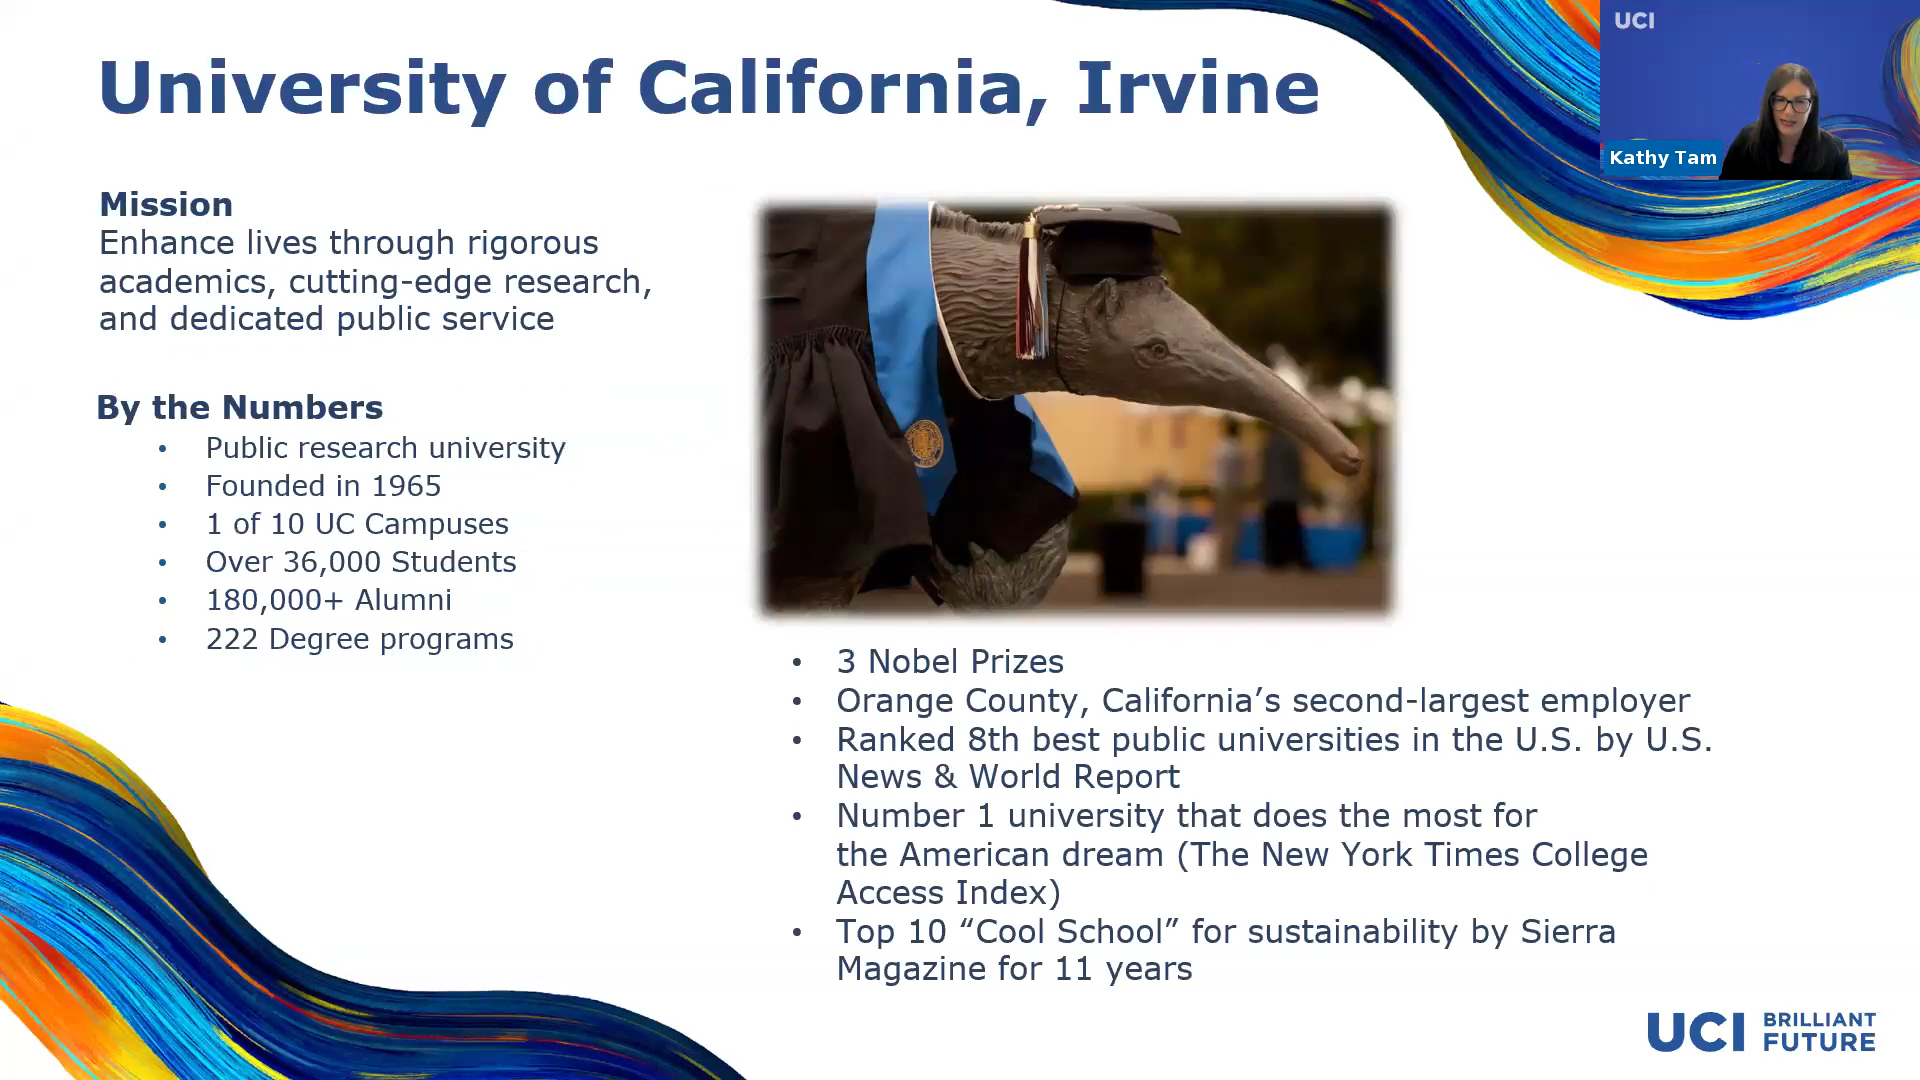 University of California, Irvine
UCI
Kathy Tam
Mission
Enhance lives through rigorous
academics, cutting-edge research,
and dedicated public service
By the Numbers
• Public research university
• Founded in 1965
• 1 of 10 UC Campuses
• Over 36,000 Students
• 180,000+ Alumni
• 222 Degree programs
• 3 Nobel Prizes
• Orange County, California’s second-largest employer
• Ranked 8th best public universities in the U.S. by U.S.
News & World Report
• Number 1 university that does the most for
the American dream (The New York Times College
Access Index)
• Top 10 “Cool School” for sustainability by Sierra
Magazine for 11 years
UCI BRILLIANT
FUTURE